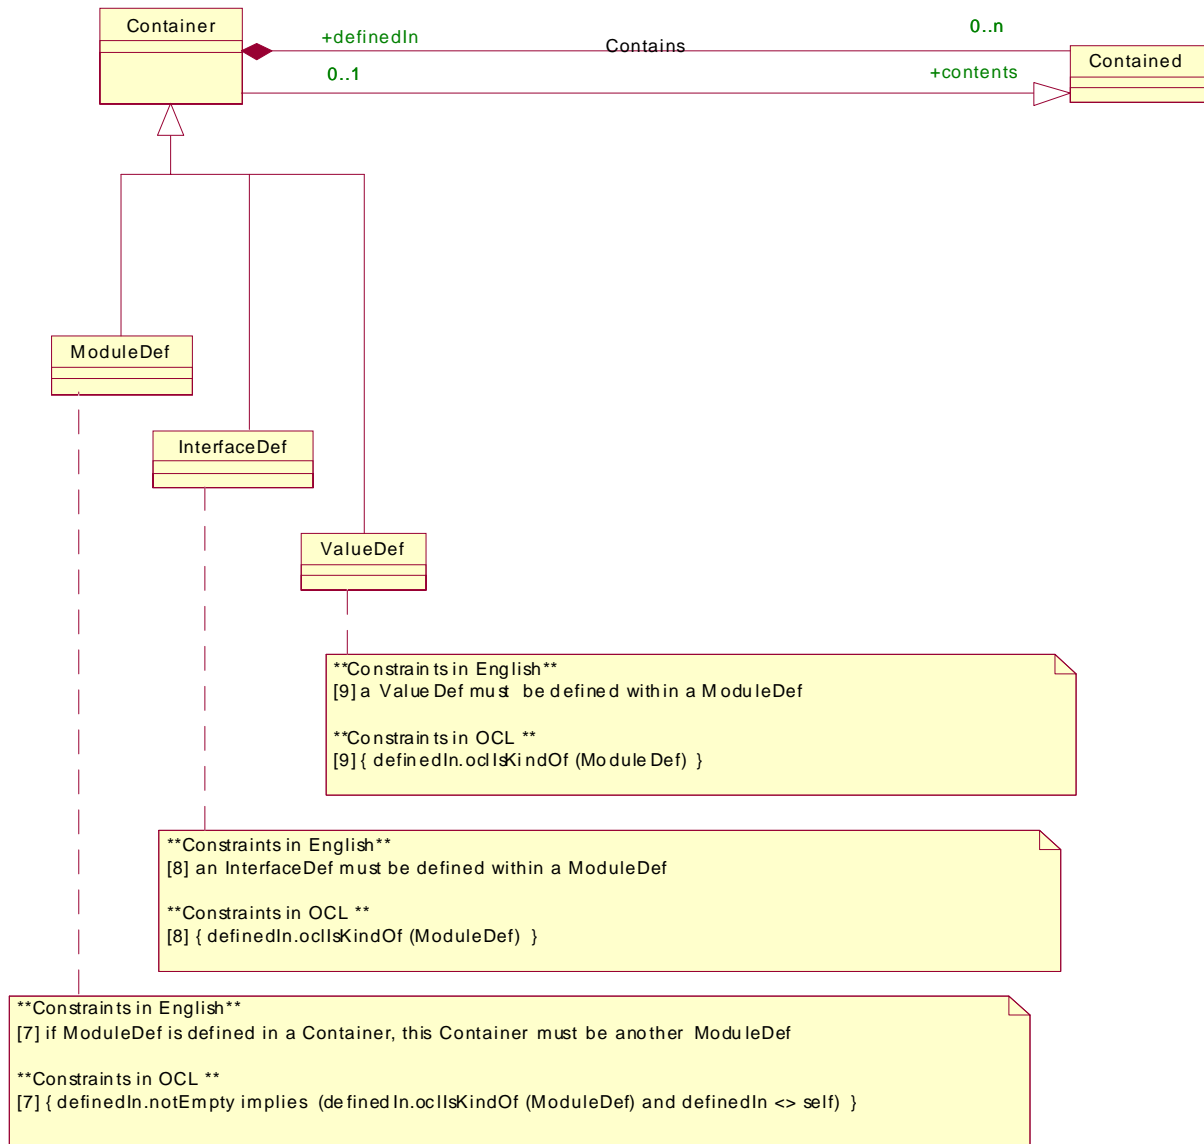 Container
+definedIn
Contains
0..n
0..1
+contents
Contained
ModuleDef
InterfaceDef
ValueDef
**Constraints in English**
[9] a ValueDef must be defined within a ModuleDef
**Constraints in OCL **
[9] { definedIn.oclIsKindOf (ModuleDef) }
**Constraints in English**
[8] an InterfaceDef must be defined within a ModuleDef
**Constraints in OCL **
[8] { definedIn.oclIsKindOf (ModuleDef) }
**Constraints in English**
[7] if ModuleDef is defined in a Container, this Container must be another ModuleDef
**Constraints in OCL **
[7] { definedIn.notEmpty implies (definedIn.oclIsKindOf (ModuleDef) and definedIn <> self) }